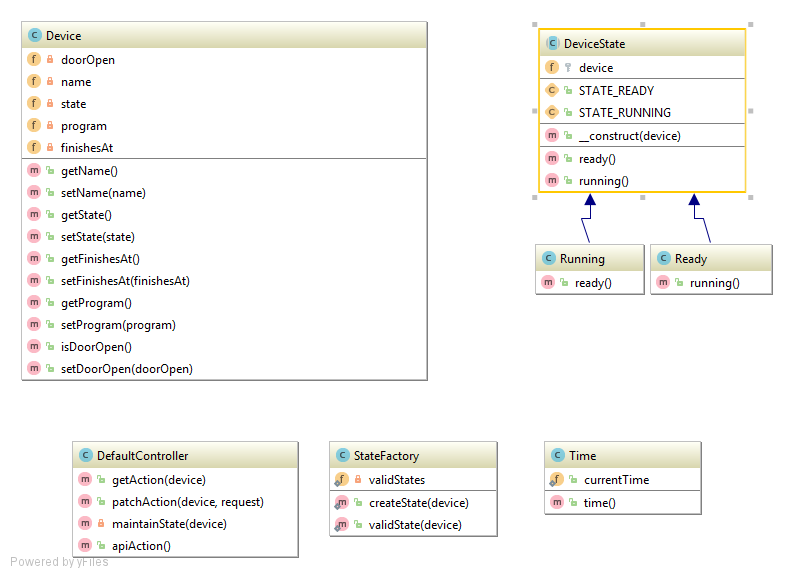 C Device
f doorOpen
f name
f state
f program
f finishesAt
m getName()
m setName(name)
m getState()
m setState(state)
m getFinishesAt()
m setFinishesAt(finishesAt)
m getProgram()
m setProgram(program)
m isDoorOpen()
m setDoorOpen(doorOpen)
C DeviceState
f device
C STATE_READY
C STATE_RUNNING
m __construct(device)
m ready()
m running()
C Running
m ready()
C Ready
m running()
C DefaultController
m getAction(device)
m patchAction(device, request)
m maintainState(device)
m apiAction()
C StateFactory
f validStates
m createState(device)
m validState(device)
C Time
f currentTime
m time()
Powered by yFiles